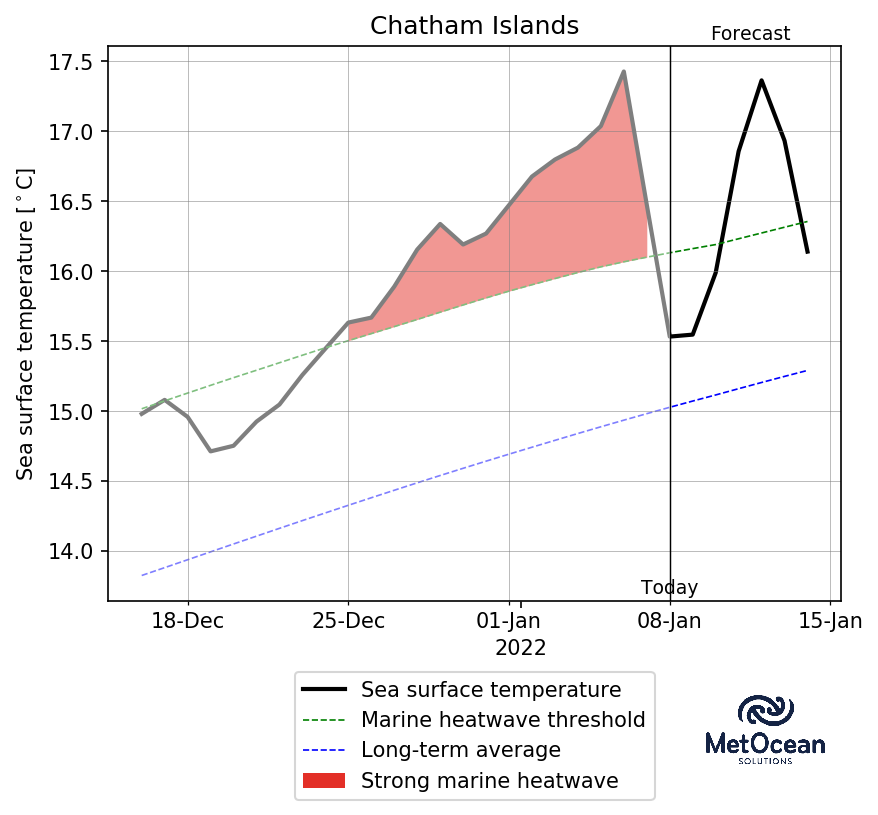 Chatham Islands
Forecast
Sea surface temperature [°C]
17.5
17.0
16.5
16.0
15.5
15.0
14.5
14.0
Today
18-Dec
25-Dec
01-Jan
08-Jan
15-Jan
2022
Sea surface temperature
Marine heatwave threshold
Long-term average
Strong marine heatwave
MetOcean
SOLUTIONS